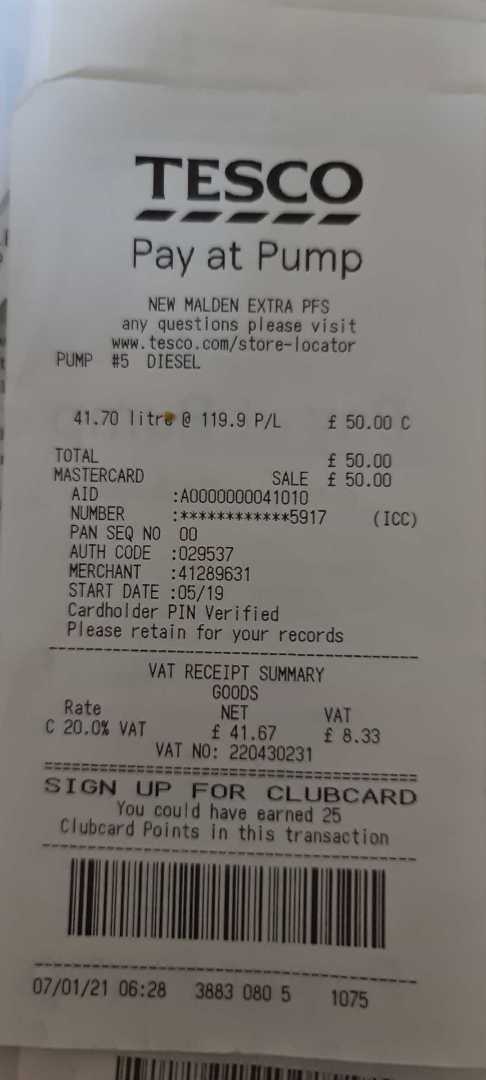 TESCO
Pay at Pump
NEW MALDEN EXTRA PFS
any questions please visit
www.tesco.com/store-locator
PUMP #5 DIESEL
41.70 litre @ 119.9 P/L £ 50.00 C
TOTAL £ 50.00
MASTERCARD SALE £ 50.00
AID :A0000000041010
NUMBER :************5917 (ICC)
PAN SEQ NO 00
AUTH CODE :029537
MERCHANT :41289631
START DATE :05/19
Cardholder PIN Verified
Please retain for your records
VAT RECEIPT SUMMARY
GOODS
Rate NET VAT
C 20.0% VAT £ 41.67 £ 8.33
VAT NO: 220430231
SIGN UP FOR CLUBCARD
You could have earned 25
Clubcard Points in this transaction
07/01/21 06:28 3883 080 5 1075